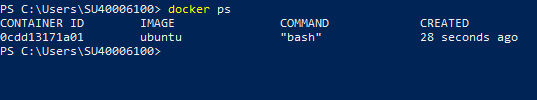 PS C:\Users\SU40006100> docker ps
CONTAINER ID IMAGE COMMAND CREATED
0cdd13171a01 ubuntu "bash" 28 seconds ago
PS C:\Users\SU40006100>